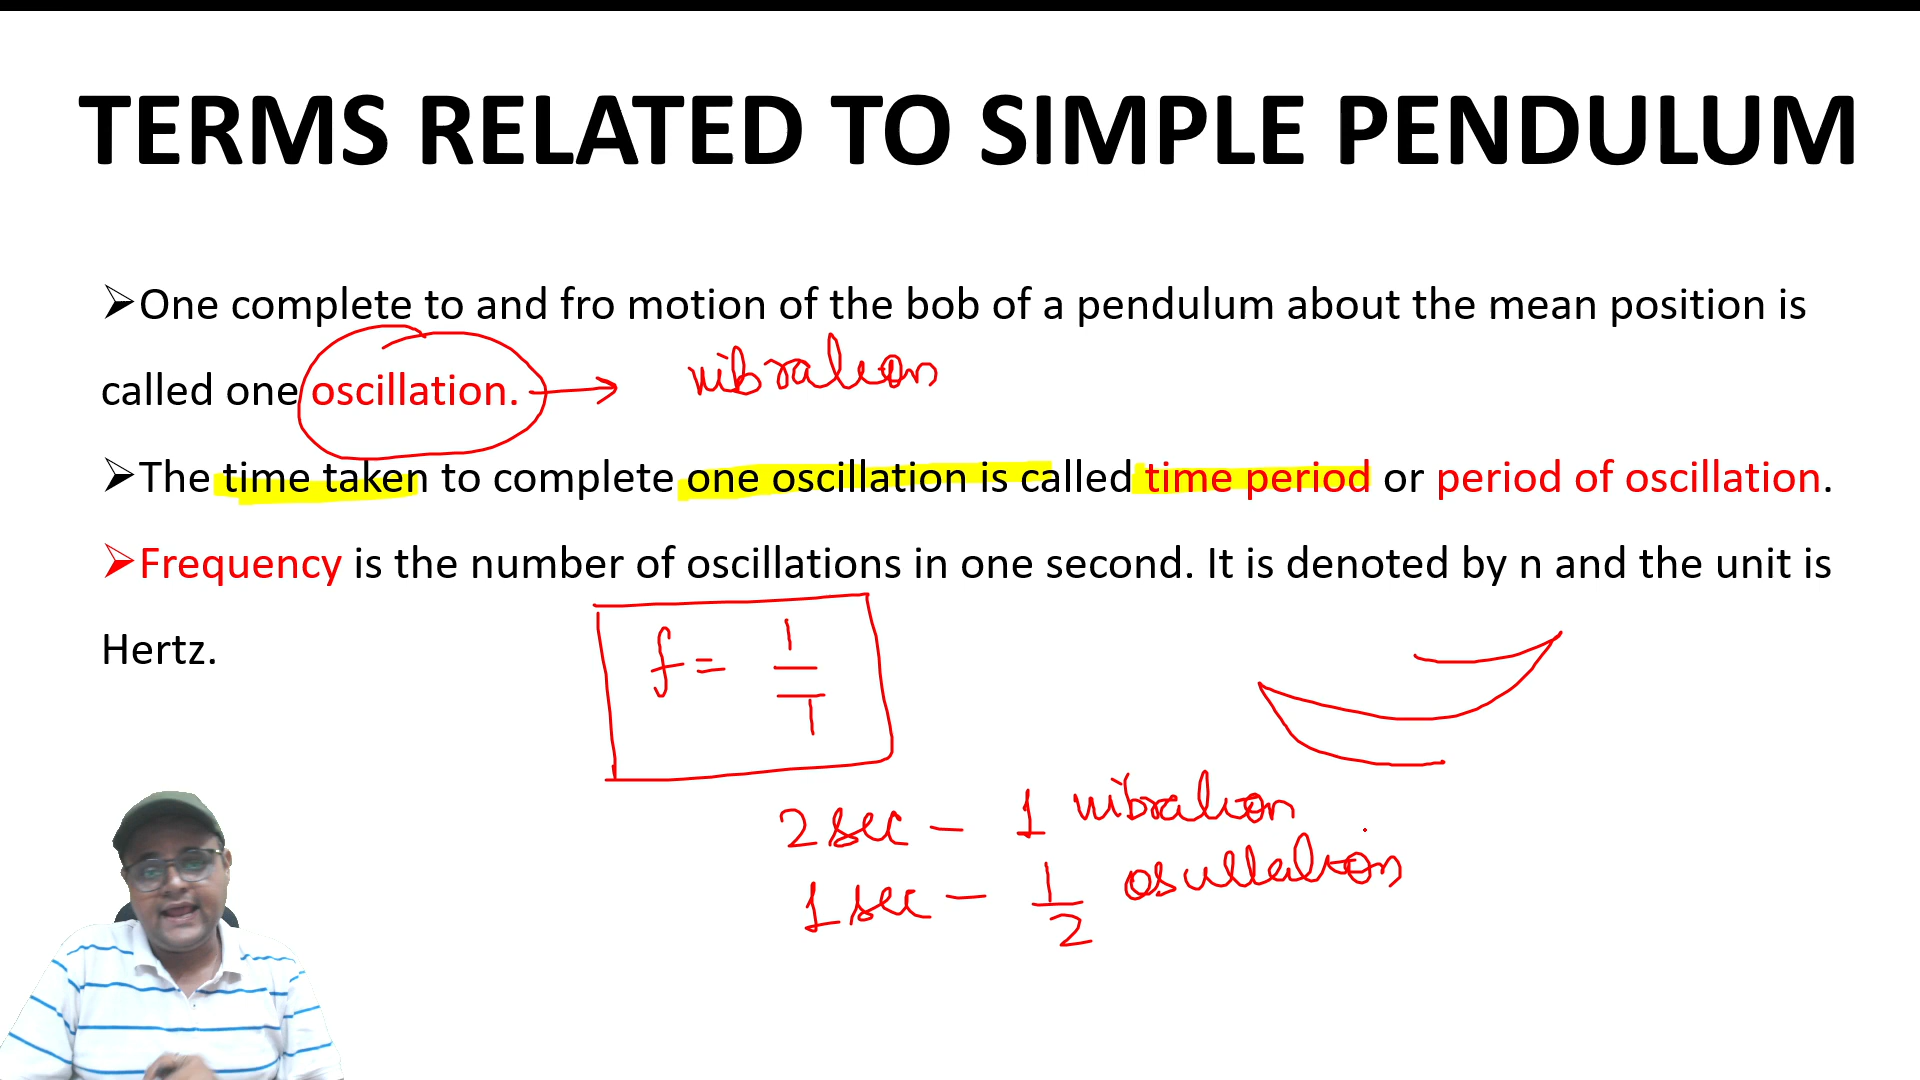 TERMS RELATED TO SIMPLE PENDULUM
➢One complete to and fro motion of the bob of a pendulum about the mean position is
called one oscillation. → vibration
➢The time taken to complete one oscillation is called time period or period of oscillation.
➢Frequency is the number of oscillations in one second. It is denoted by n and the unit is
Hertz.
f = 1/T
2 sec - 1 vibration
1 sec - 1/2 oscillation